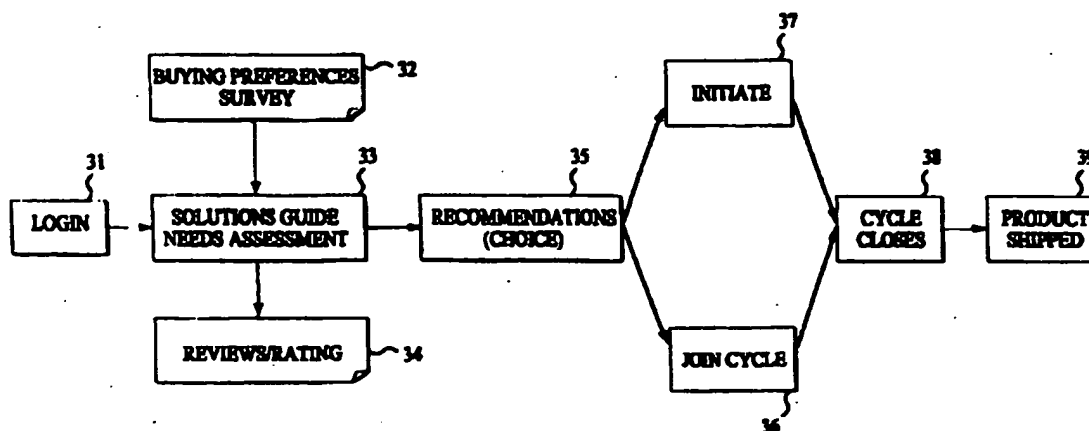 37
32
BUYING PREFERENCES
SURVEY
INITIATE
31
33
35
38
39
LOGIN
SOLUTIONS GUIDE
NEEDS ASSESSMENT
RECOMMENDATIONS
(CHOICE)
CYCLE
CLOSES
PRODUCT
SHIPPED
REVIEWS/RATING
34
JOIN CYCLE
36